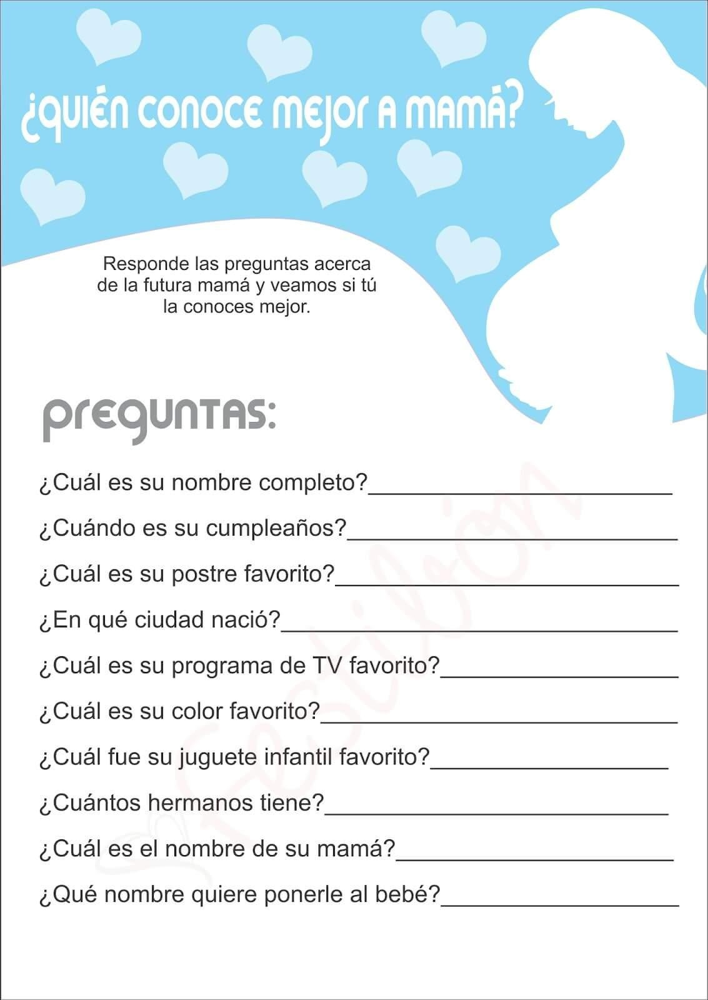 ¿QUIÉN CONOCE MEJOR A MAMÁ?
Responde las preguntas acerca
de la futura mamá y veamos si tú
la conoces mejor.
PREGUNTAS:
¿Cuál es su nombre completo?
¿Cuándo es su cumpleaños?
¿Cuál es su postre favorito?
¿En qué ciudad nació?
¿Cuál es su programa de TV favorito?
¿Cuál es su color favorito?
¿Cuál fue su juguete infantil favorito?
¿Cuántos hermanos tiene?
¿Cuál es el nombre de su mamá?
¿Qué nombre quiere ponerle al bebé?